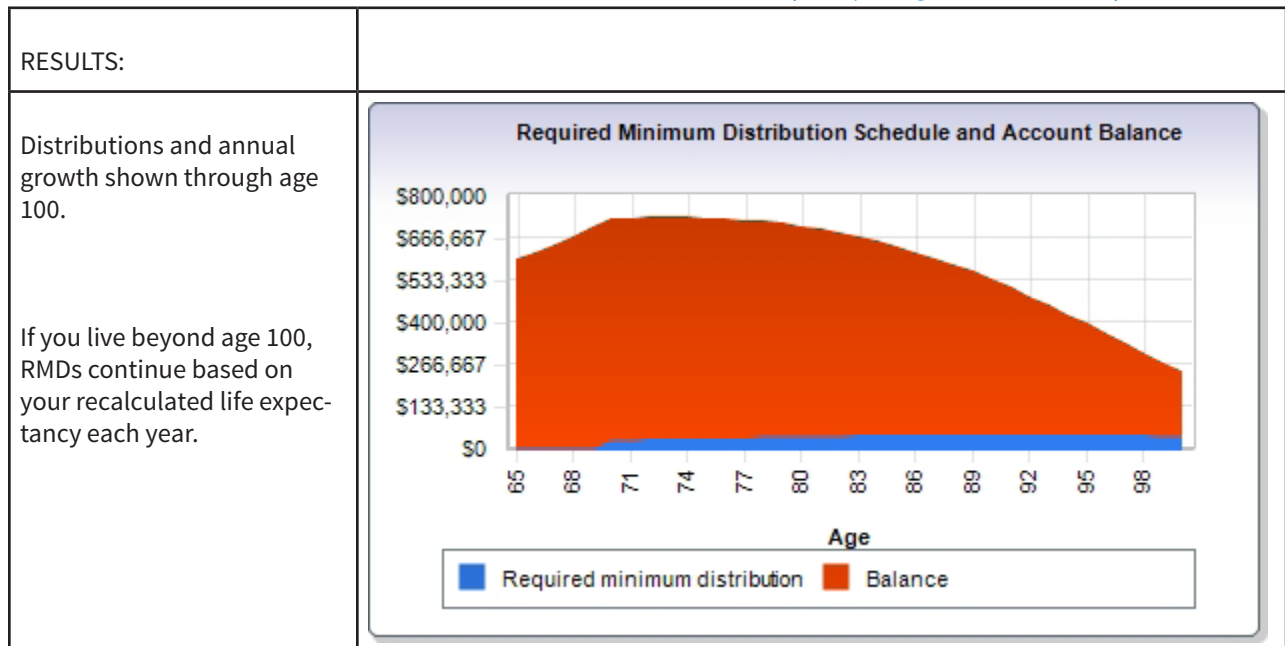 RESULTS:
Distributions and annual
growth shown through age
100.
If you live beyond age 100,
RMDs continue based on
your recalculated life expec-
tancy each year.
Required Minimum Distribution Schedule and Account Balance
$800,000
$666,667
$533,333
$400,000
$266,667
$133,333
$0
65 68 71 74 77 80 83 86 89 92 95 98
Age
Required minimum distribution Balance